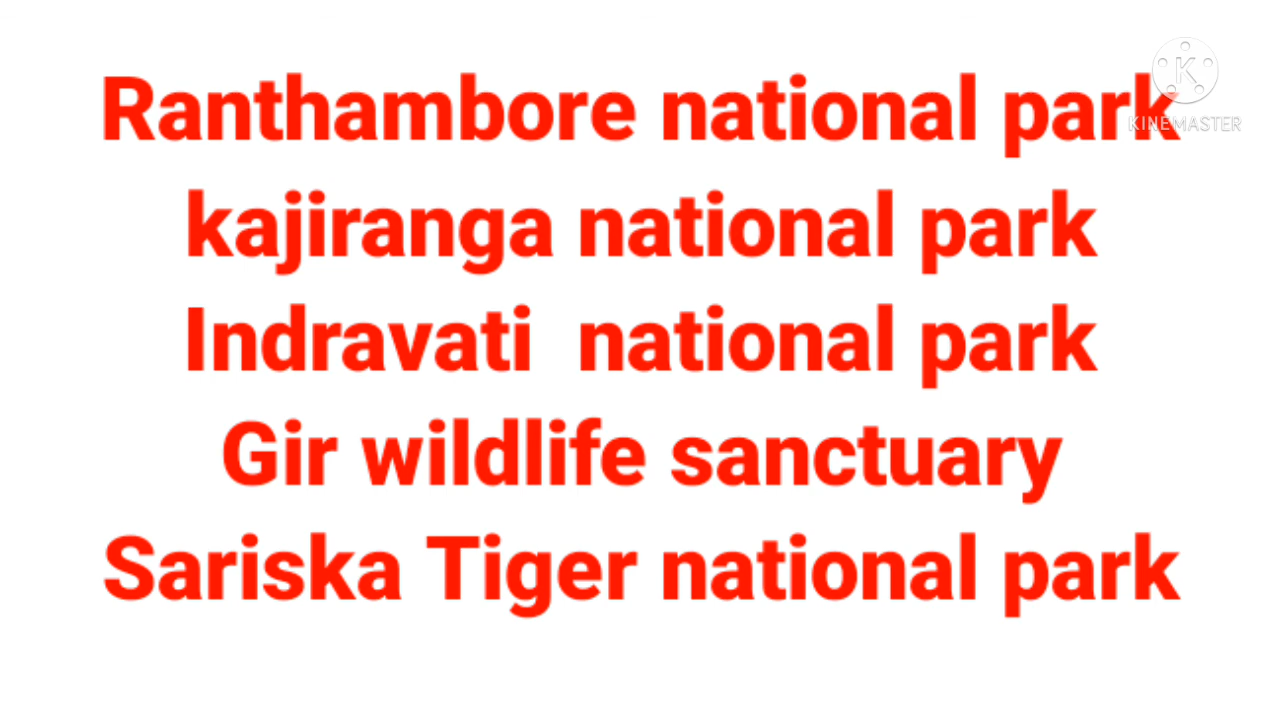 Ranthambore national park
KINEMASTER
kajiranga national park
Indravati  national park
Gir wildlife sanctuary
Sariska Tiger national park